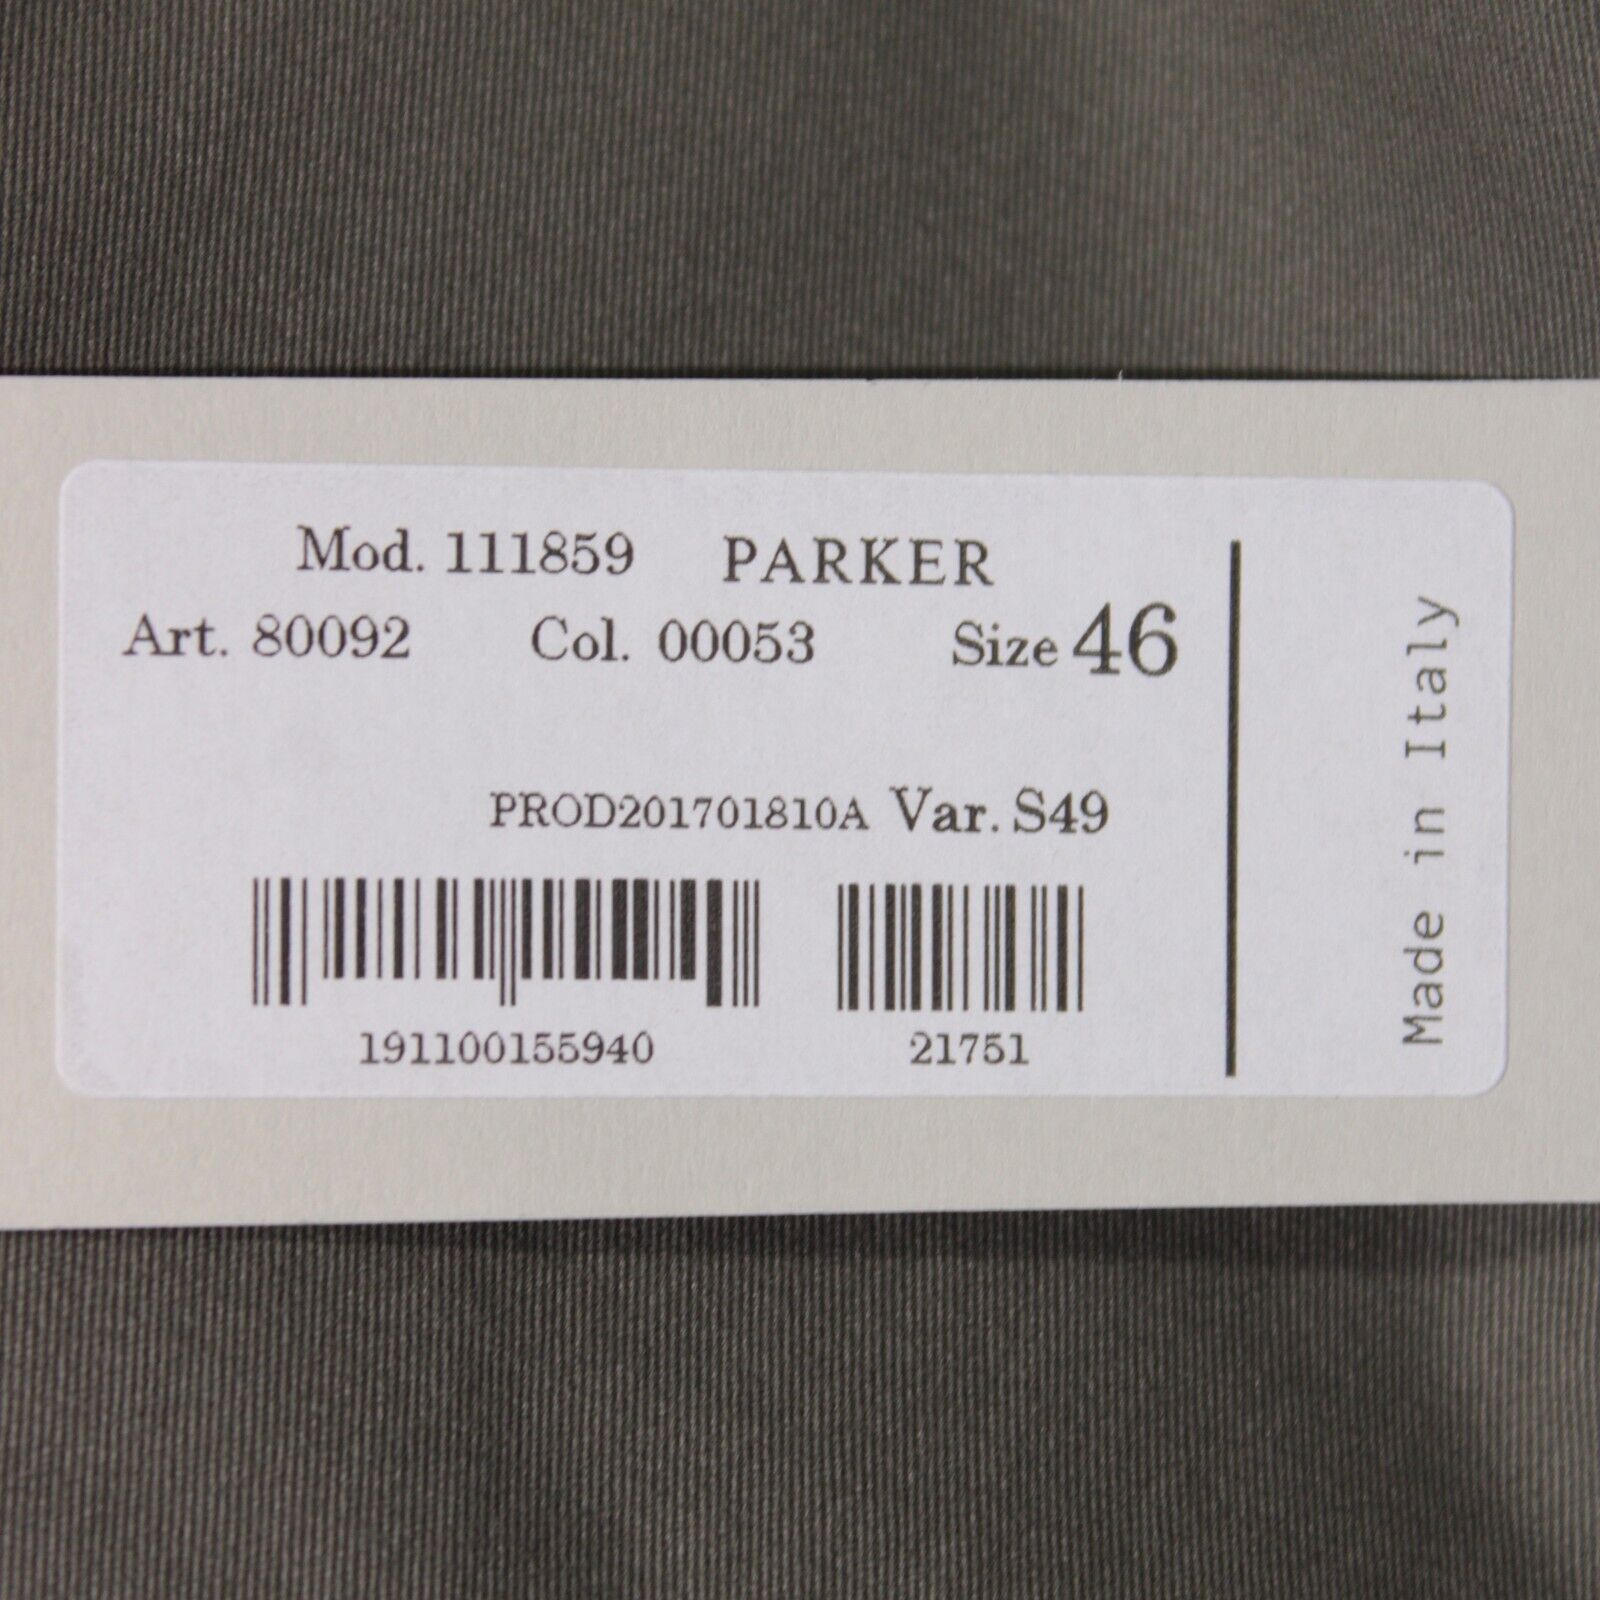 Mod. 111859 PARKER
Art. 80092 Col. 00053 Size 46
PROD201701810A Var. S49
191100155940 21751
Made in Italy